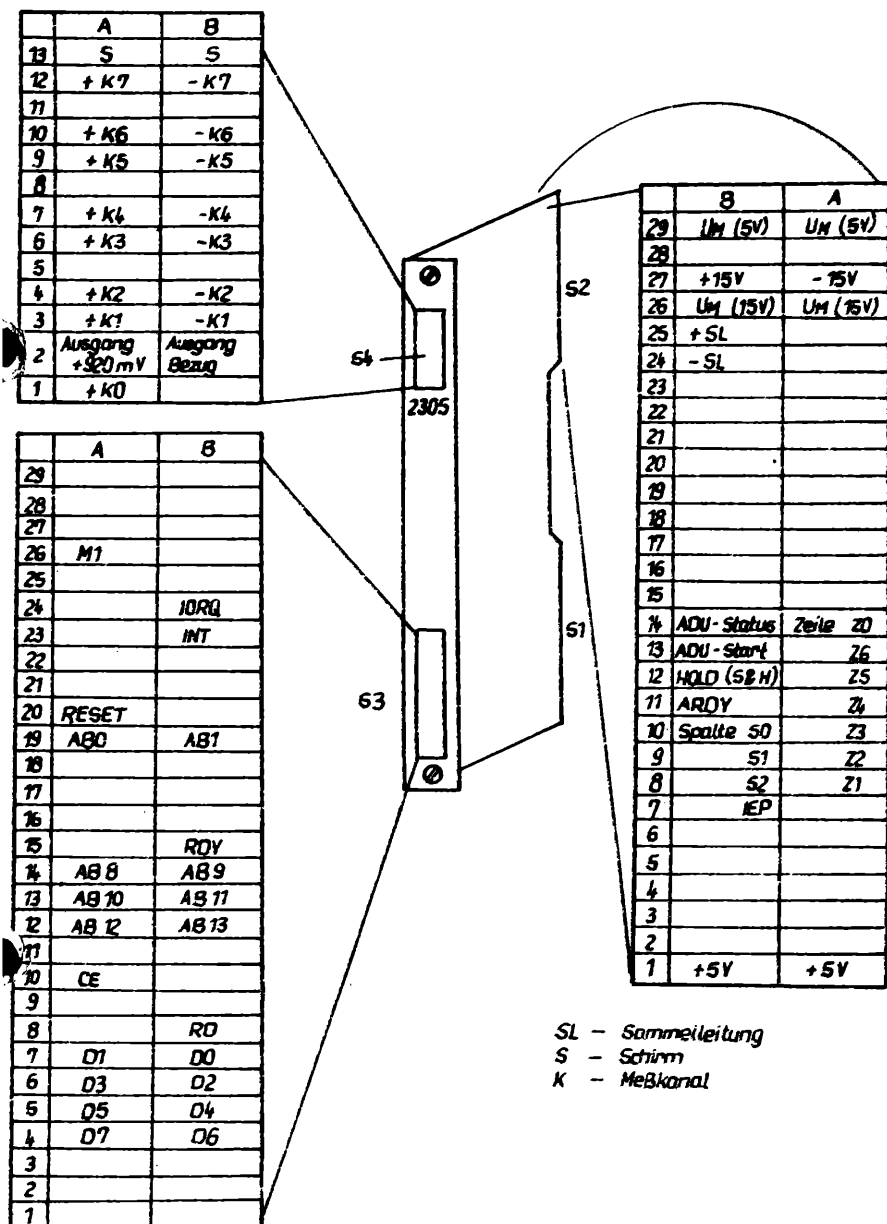 A B
13 S S
12 + K7 - K7
11
10 + K6 - K6
9 + K5 - K5
8
7 + K4 - K4
6 + K3 - K3
5
4 + K2 - K2
3 + K1 - K1
2 Ausgang +920 mV Ausgang Bezug
1 + K0
S4
2305
S2
S1
S3
A B
29
28
27
26 M1
25
24 IORQ
23 INT
22
21
20 RESET
19 AB0 AB1
18
17
16
15 RDY
14 AB 8 AB 9
13 AB 10 AB 11
12 AB 12 AB 13
11
10 CE
9
8 RD
7 D1 D0
6 D3 D2
5 D5 D4
4 D7 D6
3
2
1
B A
29 UM (5V) UM (5V)
28
27 +15V - 15V
26 UM (15V) UM (15V)
25 + SL
24 - SL
23
22
21
20
19
18
17
16
15
14 ADU-Status Zeile Z0
13 ADU-Start Z6
12 HOLD (S&H) Z5
11 ARDY Z4
10 Spalte S0 Z3
9 S1 Z2
8 S2 Z1
7 IEP
6
5
4
3
2
1 +5V +5V
SL – Sammelleitung
S – Schirm
K – Meßkanal